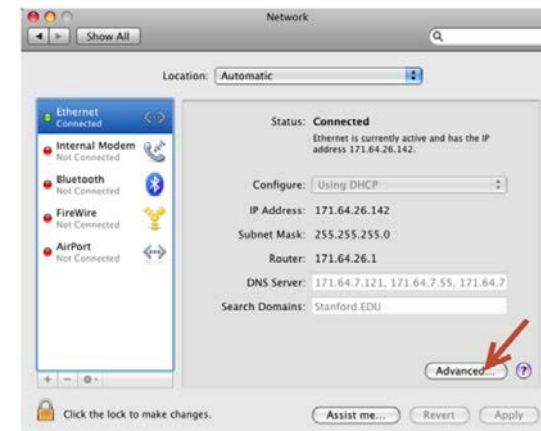 Network
Show All
Location: Automatic
Ethernet
Connected
Internal Modem
Not Connected
Bluetooth
Not Connected
FireWire
Not Connected
AirPort
Not Connected
Status: Connected
Ethernet is currently active and has the IP
address 171.64.26.142.
Configure: Using DHCP
IP Address: 171.64.26.142
Subnet Mask: 255.255.255.0
Router: 171.64.26.1
DNS Server: 171.64.7.121, 171.64.7.55, 171.64.7
Search Domains: Stanford.EDU
Advanced... ?
+ −
Click the lock to make changes.
Assist me... Revert Apply